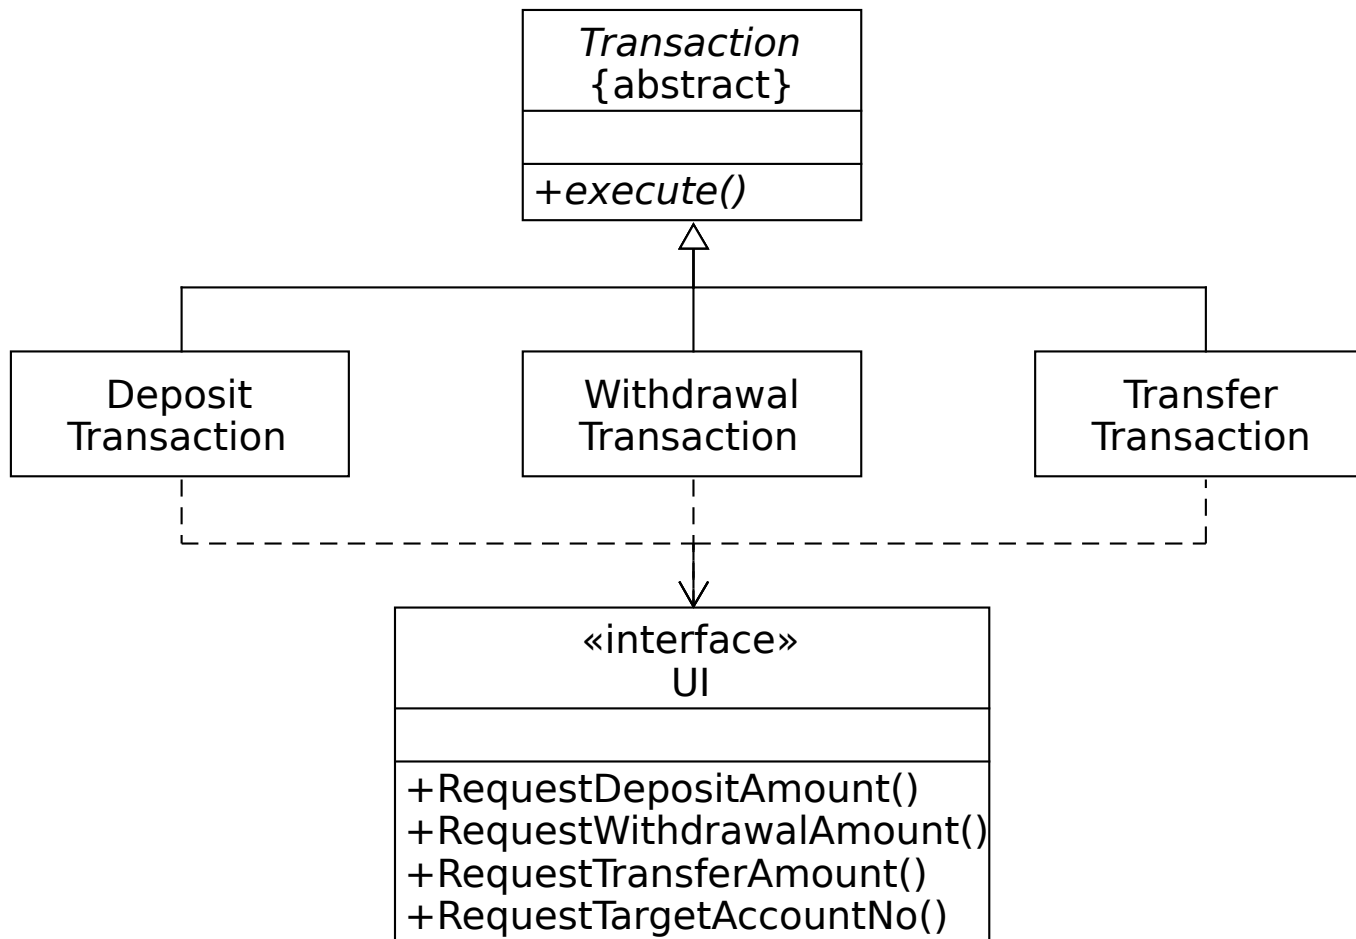 Transaction
{abstract}
+execute()
Deposit
Transaction
Withdrawal
Transaction
Transfer
Transaction
«interface»
UI
+RequestDepositAmount()
+RequestWithdrawalAmount()
+RequestTransferAmount()
+RequestTargetAccountNo()